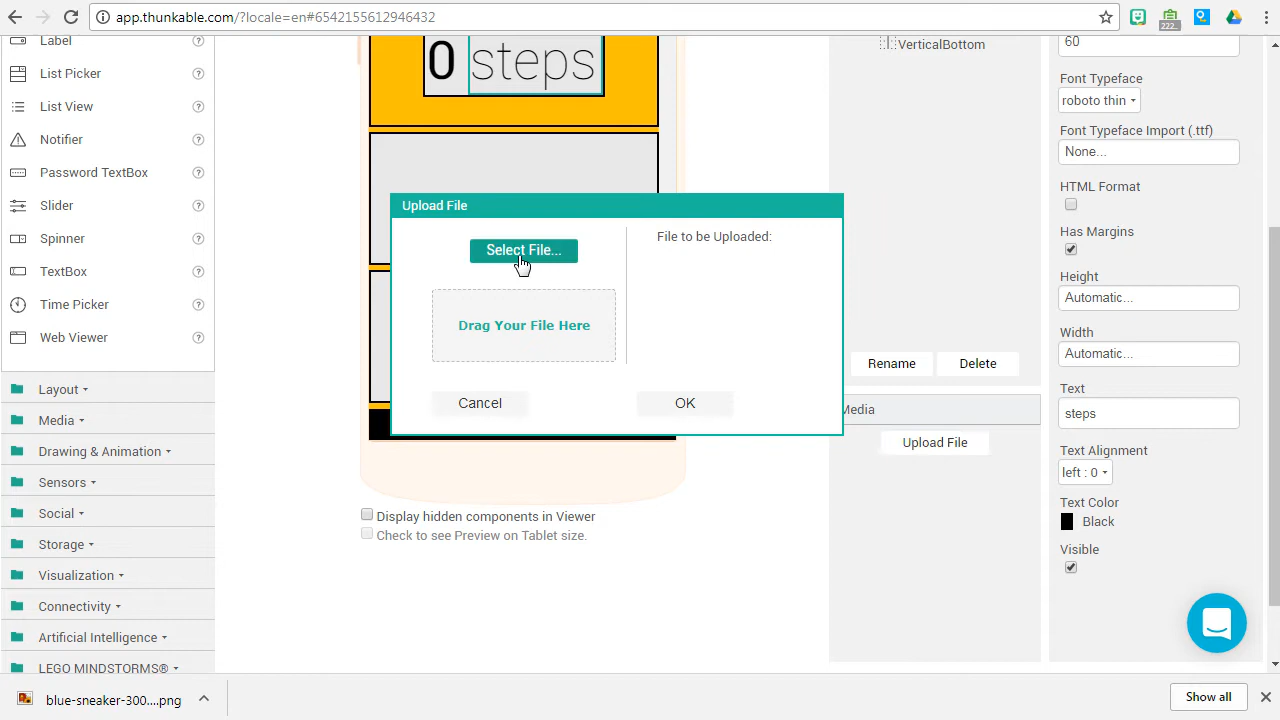 app.thunkable.com/?locale=en#6542155612946432
222...
Label
List Picker
List View
Notifier
Password TextBox
Slider
Spinner
TextBox
Time Picker
Web Viewer
Layout
Media
Drawing & Animation
Sensors
Social
Storage
Visualization
Connectivity
Artificial Intelligence
LEGO MINDSTORMS®
0 steps
Upload File
Select File...
Drag Your File Here
File to be Uploaded:
Cancel
OK
Display hidden components in Viewer
Check to see Preview on Tablet size.
VerticalBottom
Rename
Delete
Media
Upload File
60
Font Typeface
roboto thin
Font Typeface Import (.ttf)
None...
HTML Format
Has Margins
Height
Automatic...
Width
Automatic...
Text
steps
Text Alignment
left : 0
Text Color
Black
Visible
blue-sneaker-300....png
Show all